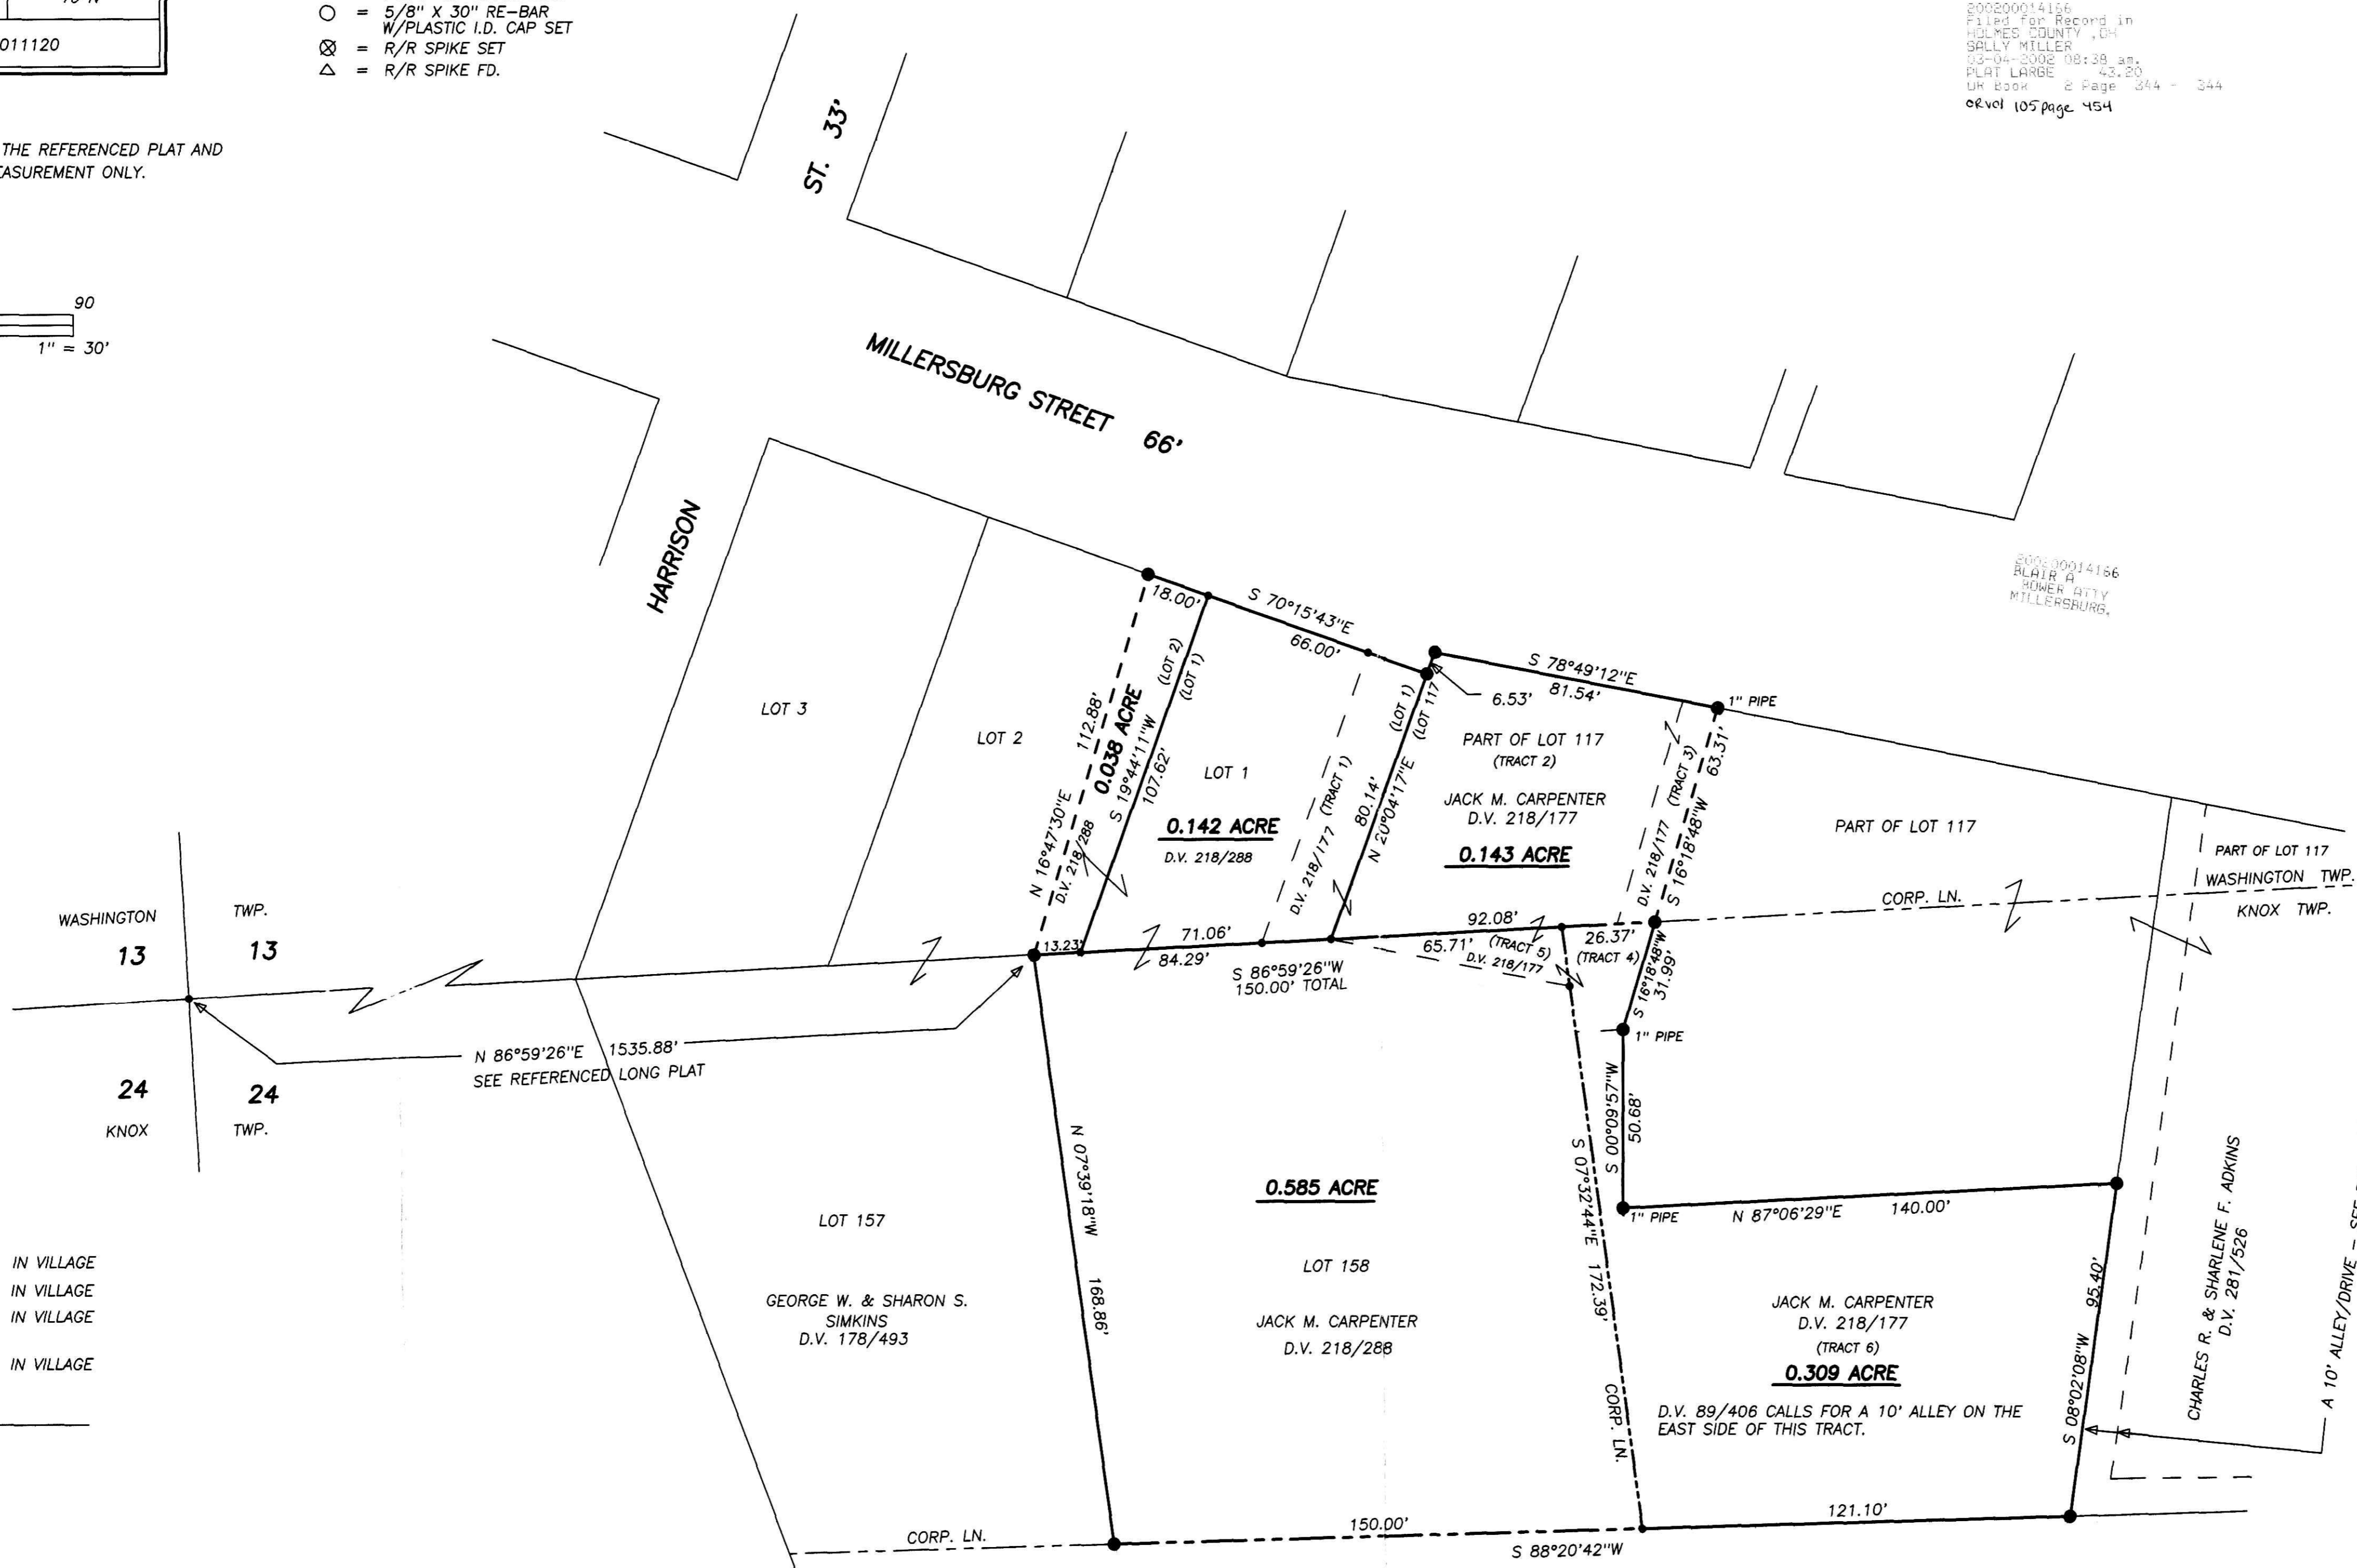 011120
○ = 5/8" X 30" RE-BAR
W/PLASTIC I.D. CAP SET
⊗ = R/R SPIKE SET
△ = R/R SPIKE FD.
200200014166
Filed for Record in
HOLMES COUNTY ,OH
SALLY MILLER
03-04-2002 08:38 am.
PLAT LARGE 43.20
OR Book 2 Page 344 - 344
ORVol 105 page 454
THE REFERENCED PLAT AND
EASUREMENT ONLY.
90
1" = 30'
ST. 33'
MILLERSBURG STREET 66'
HARRISON
200200014166
BLAIR A
BOWER ATTY
MILLERSBURG,
18.00'
S 70°15'43"E
66.00'
S 78°49'12"E
81.54'
6.53'
1" PIPE
LOT 3
LOT 2
N 16°47'30"E 112.88'
D.V. 218/288
0.038 ACRE
(LOT 2)
(LOT 1)
S 19°44'11"W
107.62'
LOT 1
0.142 ACRE
D.V. 218/288
D.V. 218/177 (TRACT 1)
80.14'
N 20°04'17"E
(LOT 1)
(LOT 117
PART OF LOT 117
(TRACT 2)
JACK M. CARPENTER
D.V. 218/177
0.143 ACRE
D.V. 218/177 (TRACT 3)
S 16°18'48"W 63.31'
PART OF LOT 117
PART OF LOT 117
WASHINGTON TWP.
KNOX TWP.
CORP. LN.
WASHINGTON TWP.
13 13
24 24
KNOX TWP.
13.23'
71.06'
84.29'
S 86°59'26"W
150.00' TOTAL
92.08'
65.71' (TRACT 5)
D.V. 218/177
26.37'
(TRACT 4)
S 16°18'48"W
31.99'
1" PIPE
N 86°59'26"E 1535.88'
SEE REFERENCED LONG PLAT
S 00°09'57"W
50.68'
1" PIPE
N 87°06'29"E 140.00'
N 07°39'18"W 168.86'
0.585 ACRE
S 07°32'44"E 172.39'
CORP. LN.
LOT 157
GEORGE W. & SHARON S.
SIMKINS
D.V. 178/493
LOT 158
JACK M. CARPENTER
D.V. 218/288
JACK M. CARPENTER
D.V. 218/177
(TRACT 6)
0.309 ACRE
D.V. 89/406 CALLS FOR A 10' ALLEY ON THE
EAST SIDE OF THIS TRACT.
S 08°02'08"W 95.40'
CHARLES R. & SHARLENE F. ADKINS
D.V. 281/526
A 10' ALLEY/DRIVE - SEE
IN VILLAGE
IN VILLAGE
IN VILLAGE
IN VILLAGE
CORP. LN.
150.00'
S 88°20'42"W
121.10'